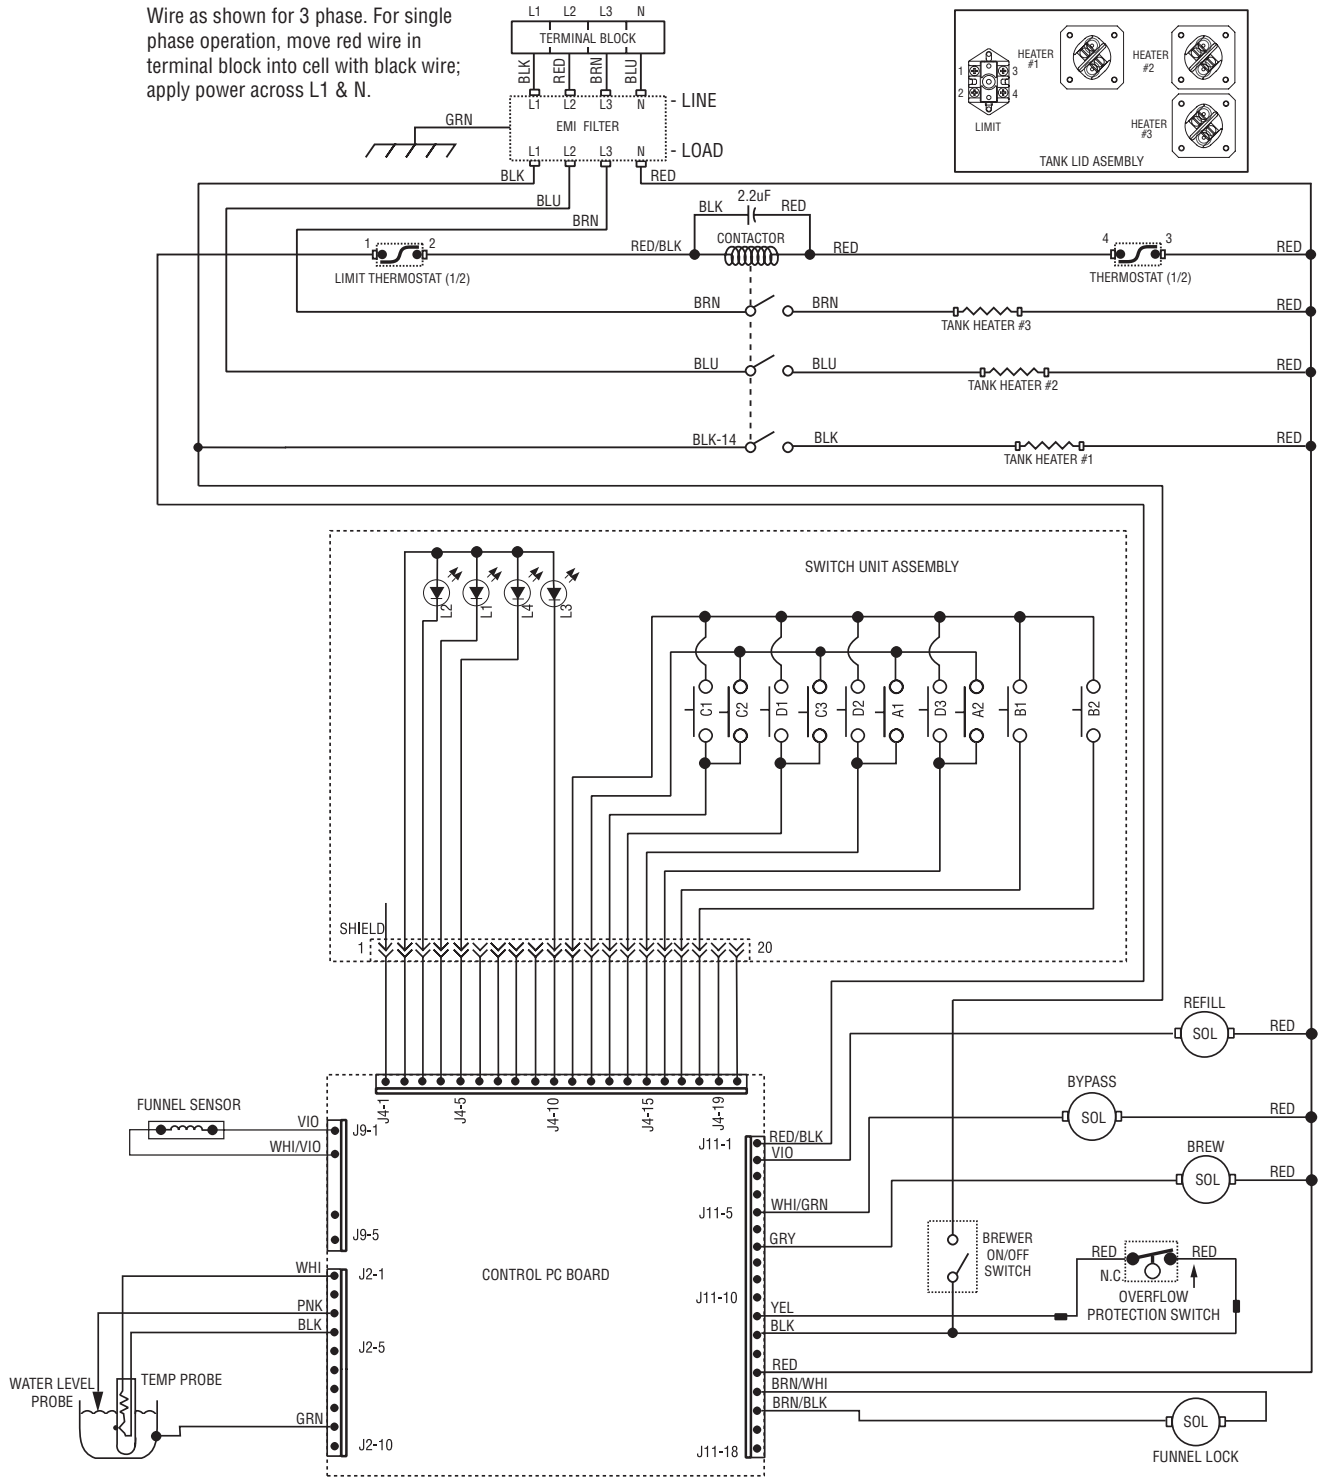 Wire as shown for 3 phase. For single
phase operation, move red wire in
terminal block into cell with black wire;
apply power across L1 & N.
L1 L2 L3 N
TERMINAL BLOCK
BLK RED BRN BLU
L1 L2 L3 N
- LINE
EMI FILTER
GRN
L1 L2 L3 N
- LOAD
BLK
RED
BLU
BRN
HEATER
#1
HEATER
#2
HEATER
#3
1 3
2 4
LIMIT
TANK LID ASEMBLY
2.2uF
BLK RED
CONTACTOR
1 2
LIMIT THERMOSTAT (1/2)
RED/BLK
RED
4 3
THERMOSTAT (1/2)
RED
BRN
BRN
TANK HEATER #3
RED
BLU
BLU
TANK HEATER #2
RED
BLK-14
BLK
TANK HEATER #1
RED
SWITCH UNIT ASSEMBLY
L2 L1 L4 L3
C1 C2 D1 C3 D2 A1 D3 A2 B1 B2
SHIELD
1
20
J4-1 J4-5 J4-10 J4-15 J4-19
FUNNEL SENSOR
VIO
WHI/VIO
J9-1
J9-5
WHI
PNK
BLK
GRN
J2-1
J2-5
J2-10
WATER LEVEL
PROBE
TEMP PROBE
CONTROL PC BOARD
J11-1
J11-5
J11-10
J11-18
RED/BLK
VIO
WHI/GRN
GRY
YEL
BLK
RED
BRN/WHI
BRN/BLK
REFILL
SOL
RED
BYPASS
SOL
RED
BREW
SOL
RED
BREWER
ON/OFF
SWITCH
RED
RED
N.C.
OVERFLOW
PROTECTION SWITCH
SOL
FUNNEL LOCK